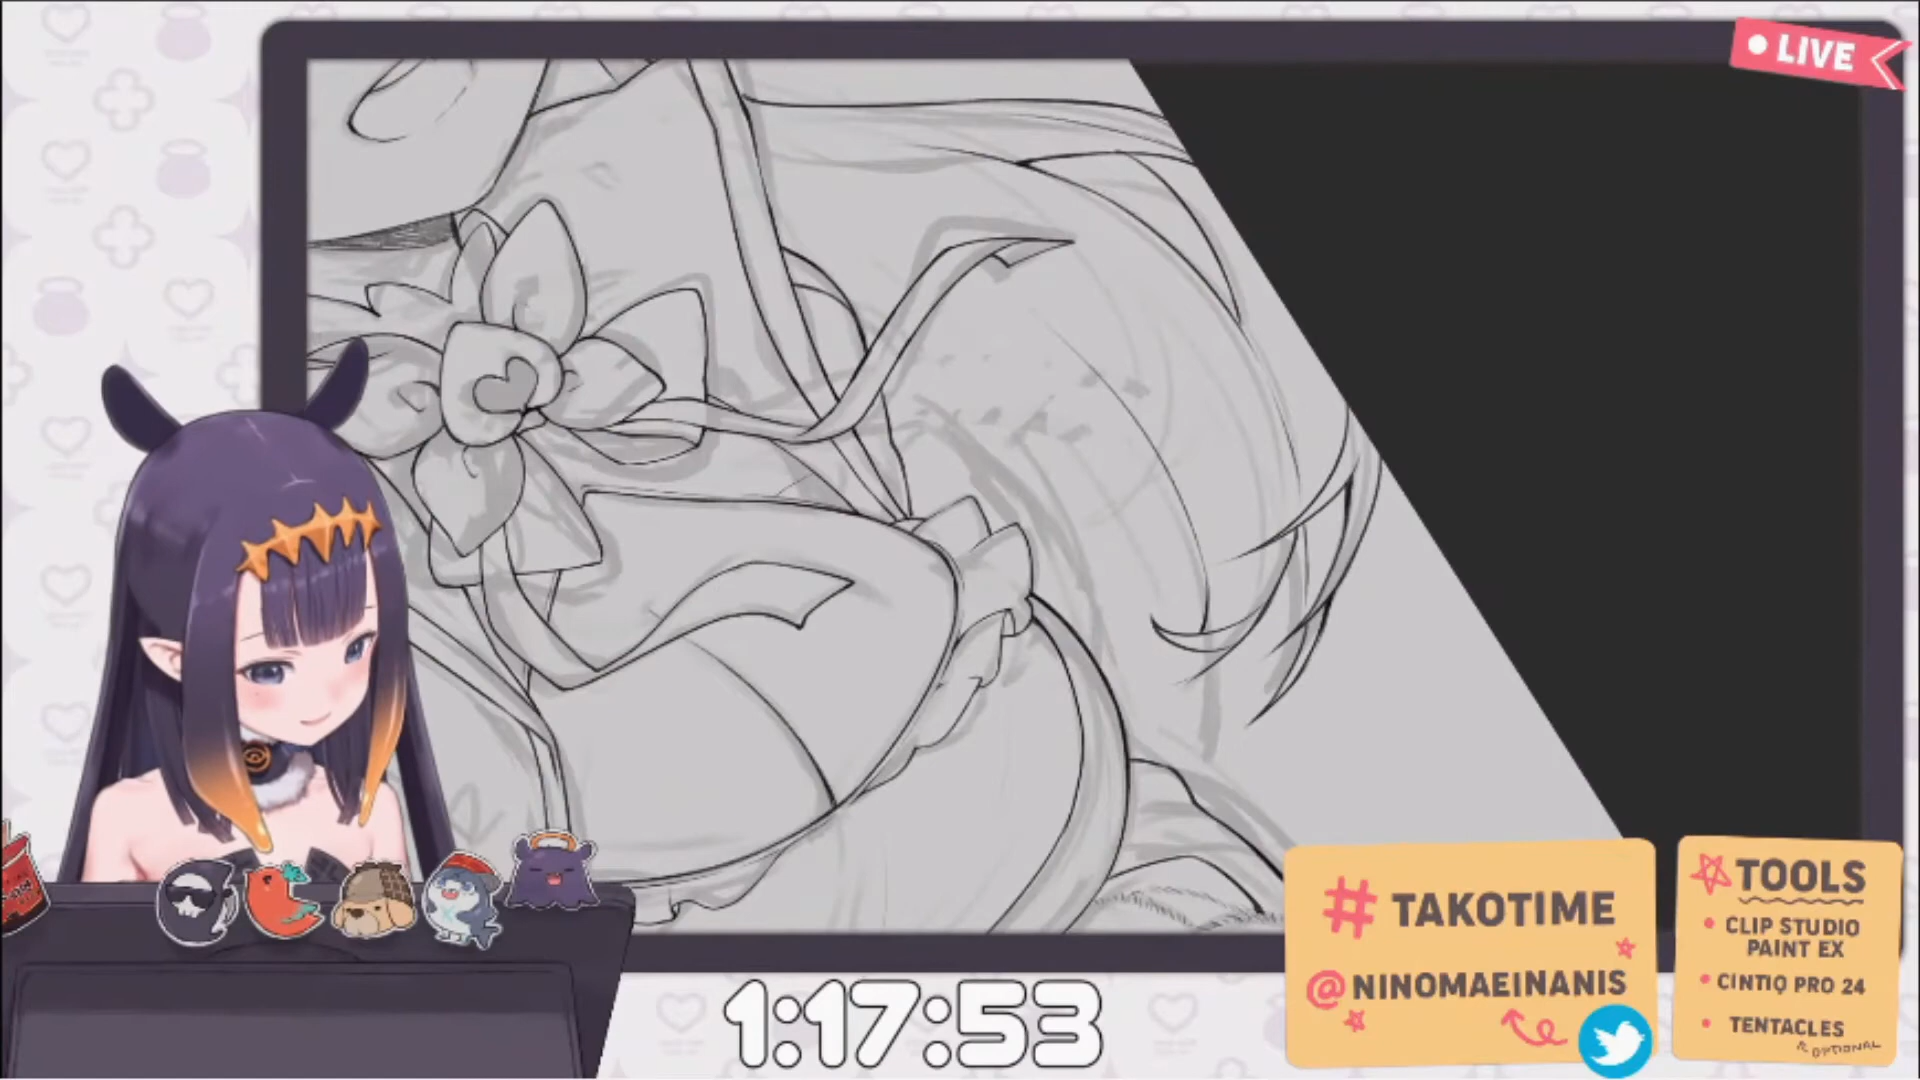 LIVE
# TAKOTIME
@NINOMAEINANIS
TOOLS
• CLIP STUDIO
PAINT EX
• CINTIQ PRO 24
• TENTACLES
OPTIONAL
1:17:53